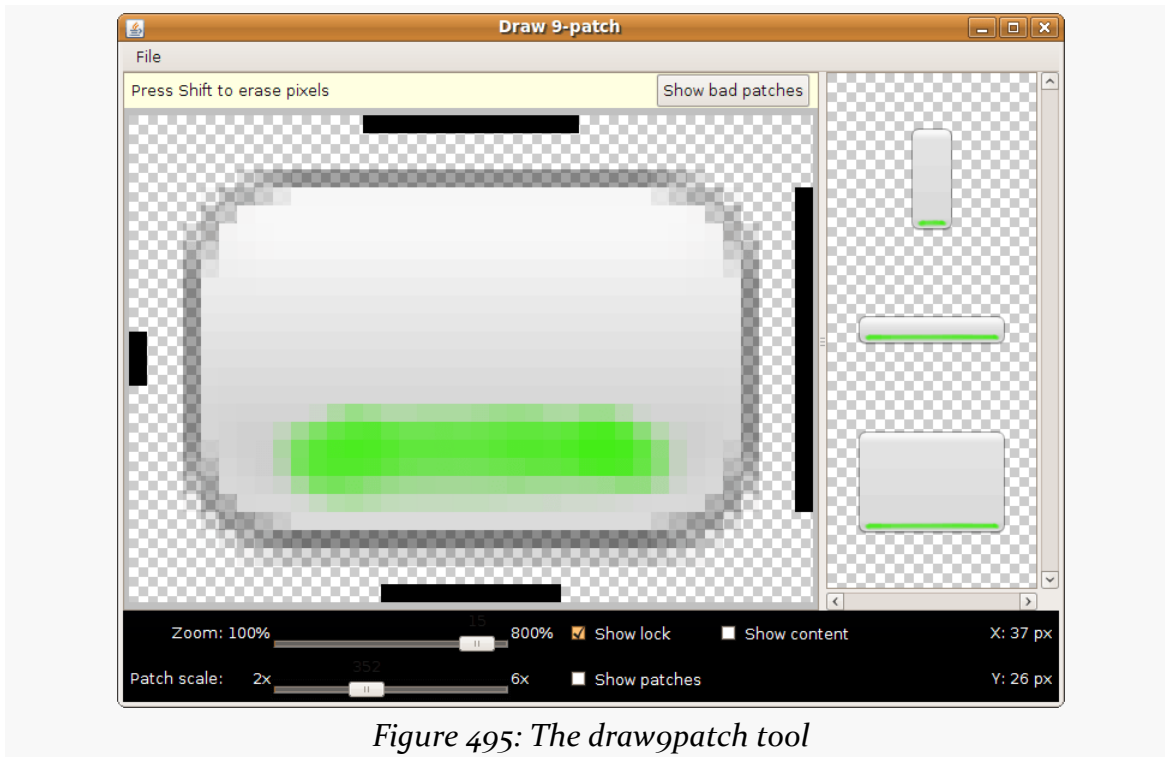 Draw 9-patch
File
Press Shift to erase pixels
Show bad patches
15
Zoom: 100%
800%
Show lock
Show content
X: 37 px
352
Patch scale: 2x
6x
Show patches
Y: 26 px
Figure 495: The draw9patch tool